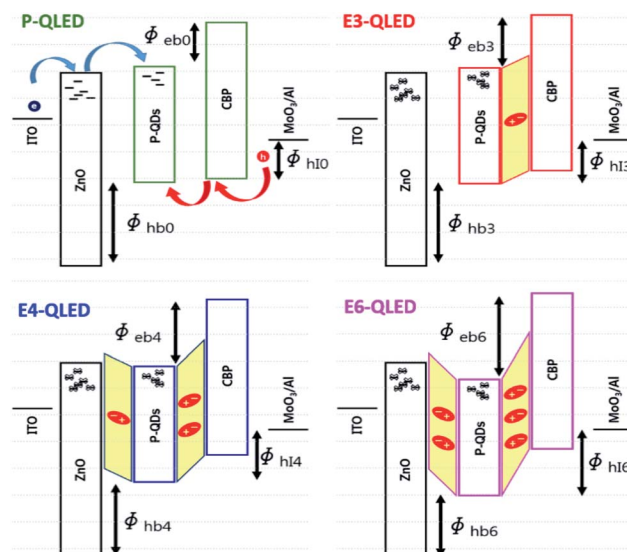 P-QLED
Φ eb0
e
ITO
ZnO
P-QDs
CBP
MoO3/Al
h
Φ hI0
Φ hb0
E3-QLED
Φ eb3
ITO
ZnO
P-QDs
+ -
CBP
MoO3/Al
Φ hI3
Φ hb3
E4-QLED
Φ eb4
ITO
ZnO
- +
P-QDs
+ -
+ -
CBP
MoO3/Al
Φ hI4
Φ hb4
E6-QLED
Φ eb6
ITO
ZnO
- +
- +
P-QDs
+ -
+ -
+ -
CBP
MoO3/Al
Φ hI6
Φ hb6